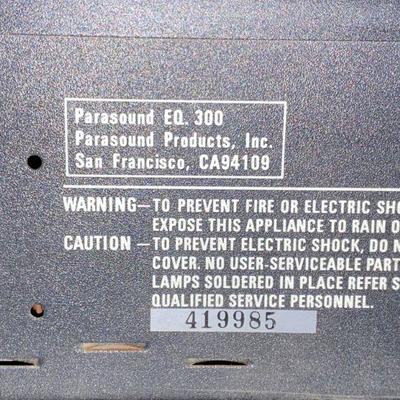 Parasound EQ. 300
Parasound Products, Inc.
San Francisco, CA94109
WARNING—TO PREVENT FIRE OR ELECTRIC SHO
EXPOSE THIS APPLIANCE TO RAIN O
CAUTION —TO PREVENT ELECTRIC SHOCK, DO N
COVER. NO USER-SERVICEABLE PART
LAMPS SOLDERED IN PLACE REFER S
QUALIFIED SERVICE PERSONNEL.
419985